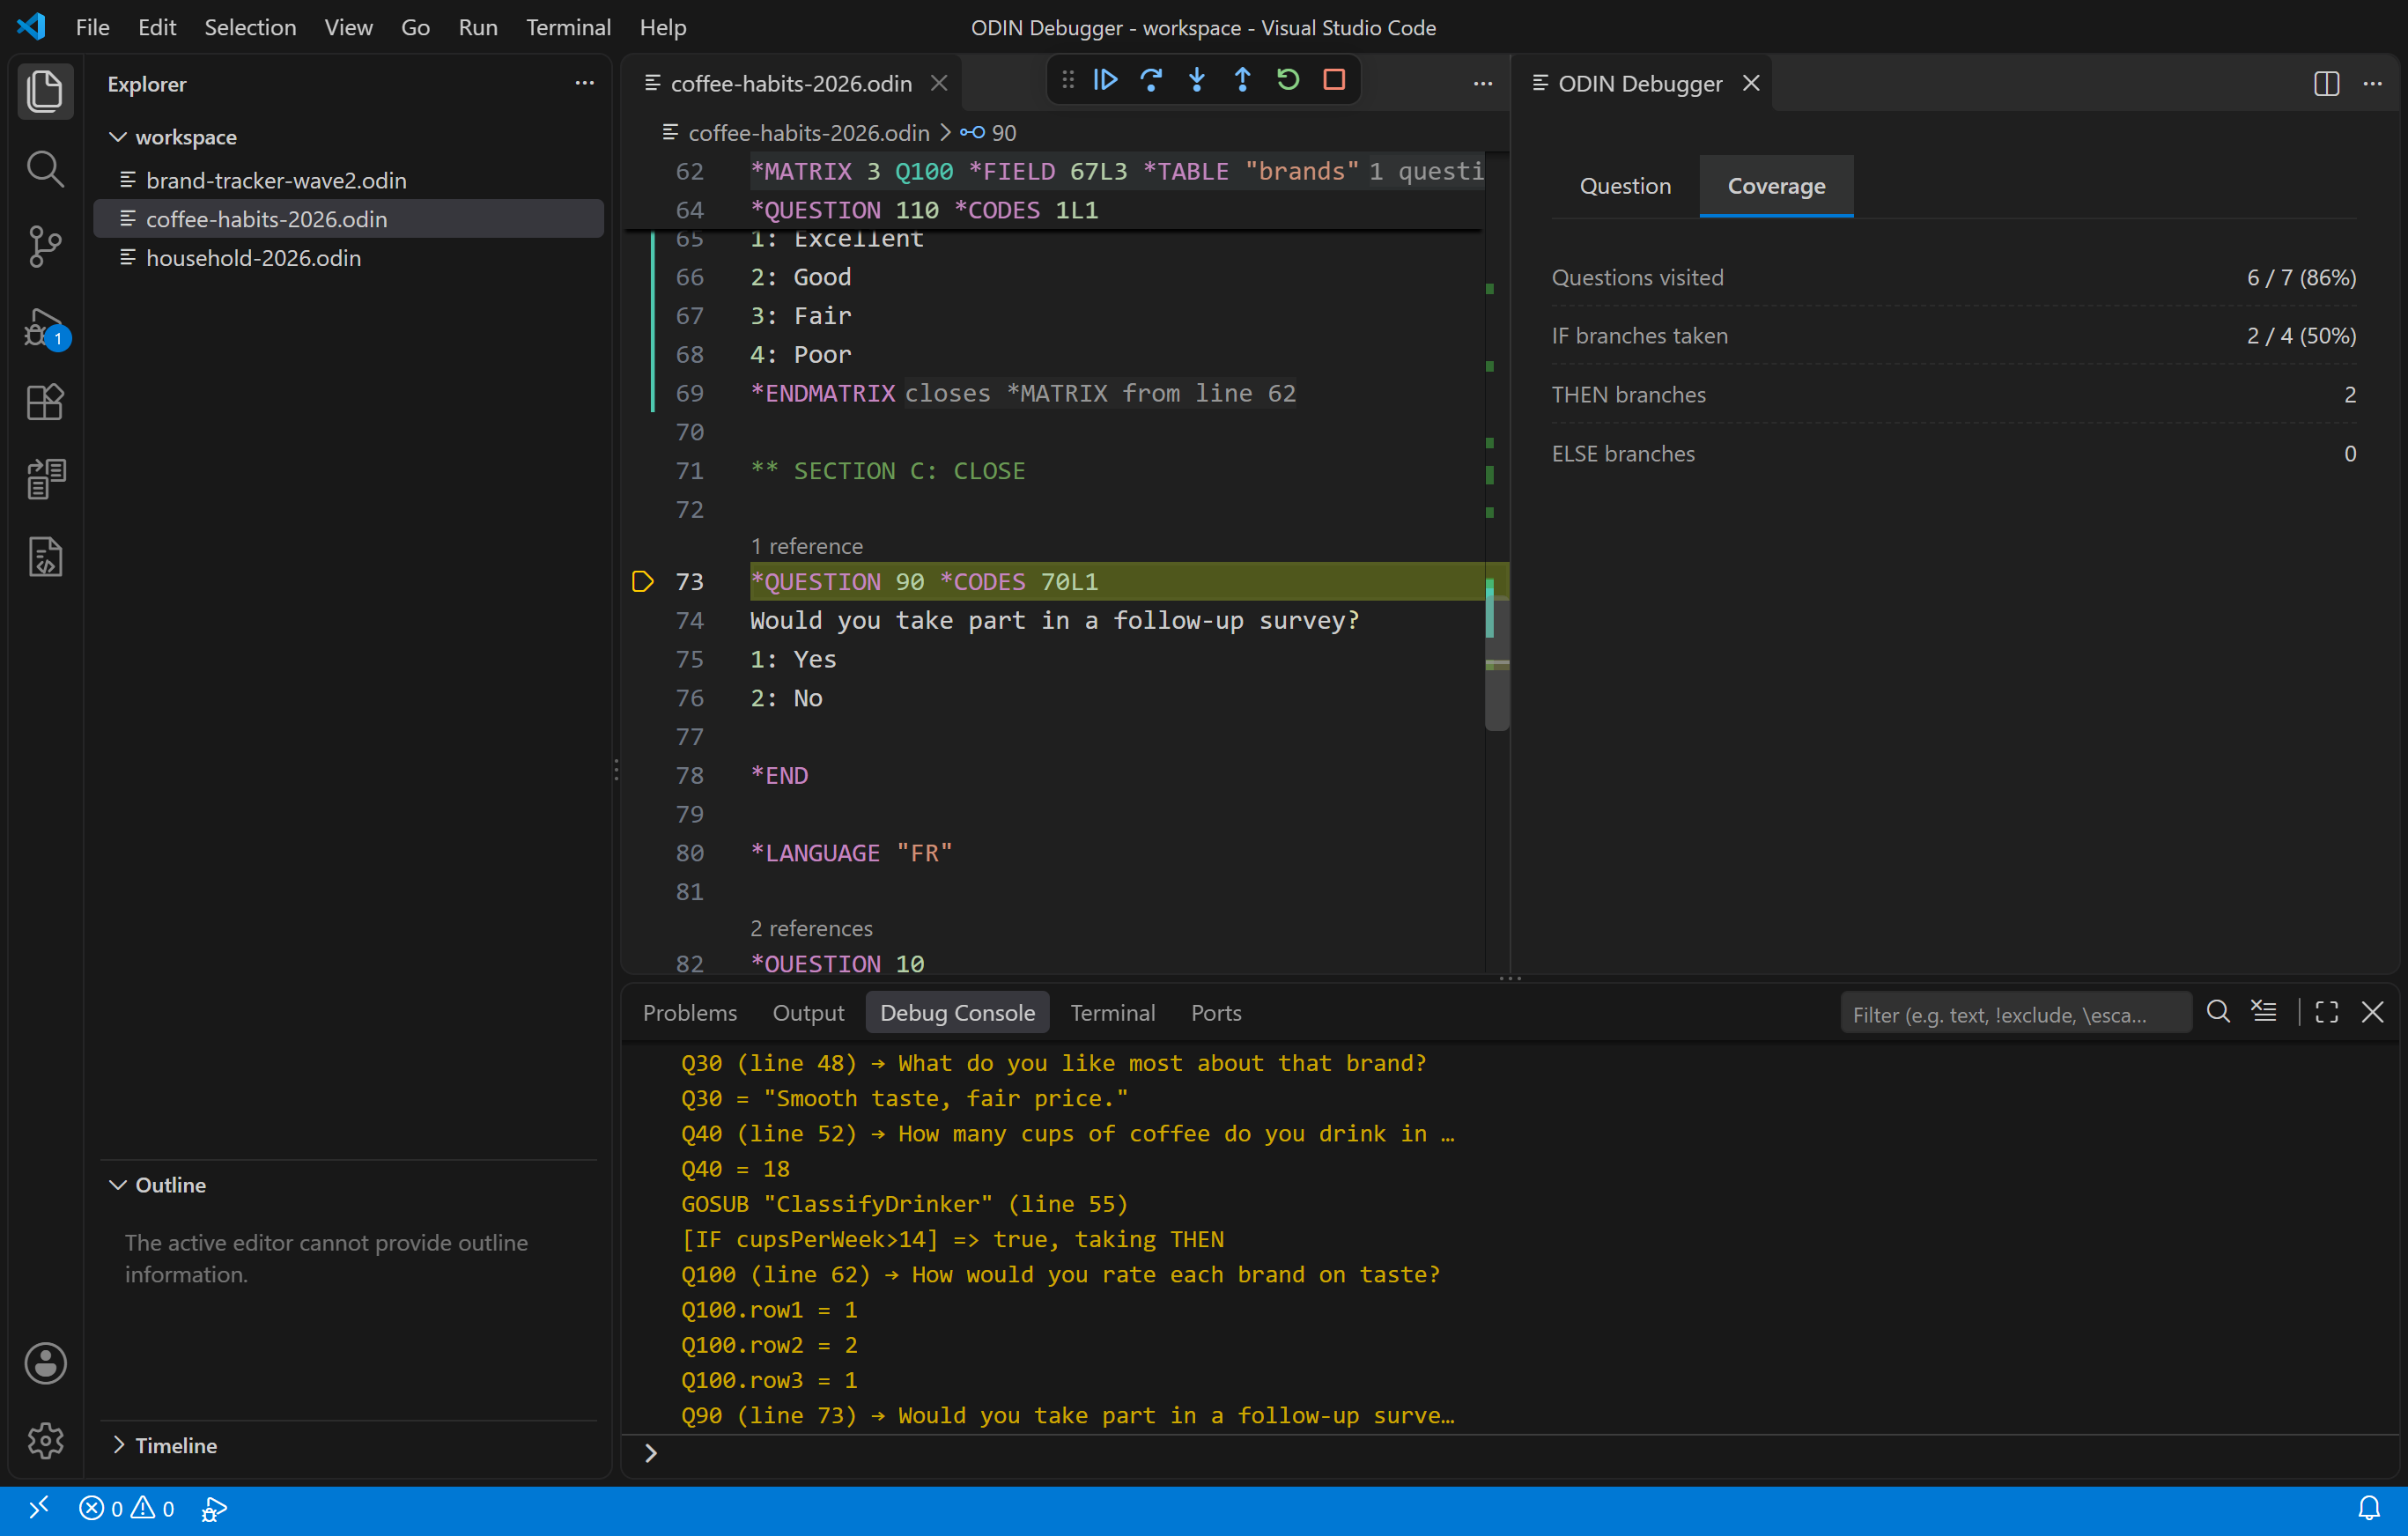 File Edit Selection View Go Run Terminal Help
ODIN Debugger - workspace - Visual Studio Code
Explorer
workspace
brand-tracker-wave2.odin
coffee-habits-2026.odin
household-2026.odin
1
Outline
The active editor cannot provide outline
information.
Timeline
coffee-habits-2026.odin
coffee-habits-2026.odin > 90
62 *MATRIX 3 Q100 *FIELD 67L3 *TABLE "brands" 1 questi
64 *QUESTION 110 *CODES 1L1
65 1: Excellent
66 2: Good
67 3: Fair
68 4: Poor
69 *ENDMATRIX closes *MATRIX from line 62
70
71 ** SECTION C: CLOSE
72
1 reference
73 *QUESTION 90 *CODES 70L1
74 Would you take part in a follow-up survey?
75 1: Yes
76 2: No
77
78 *END
79
80 *LANGUAGE "FR"
81
2 references
82 *QUESTION 10
ODIN Debugger
Question Coverage
Questions visited 6 / 7 (86%)
IF branches taken 2 / 4 (50%)
THEN branches 2
ELSE branches 0
Problems Output Debug Console Terminal Ports
Filter (e.g. text, !exclude, \esca...
Q30 (line 48) → What do you like most about that brand?
Q30 = "Smooth taste, fair price."
Q40 (line 52) → How many cups of coffee do you drink in …
Q40 = 18
GOSUB "ClassifyDrinker" (line 55)
[IF cupsPerWeek>14] => true, taking THEN
Q100 (line 62) → How would you rate each brand on taste?
Q100.row1 = 1
Q100.row2 = 2
Q100.row3 = 1
Q90 (line 73) → Would you take part in a follow-up surve…
0 0